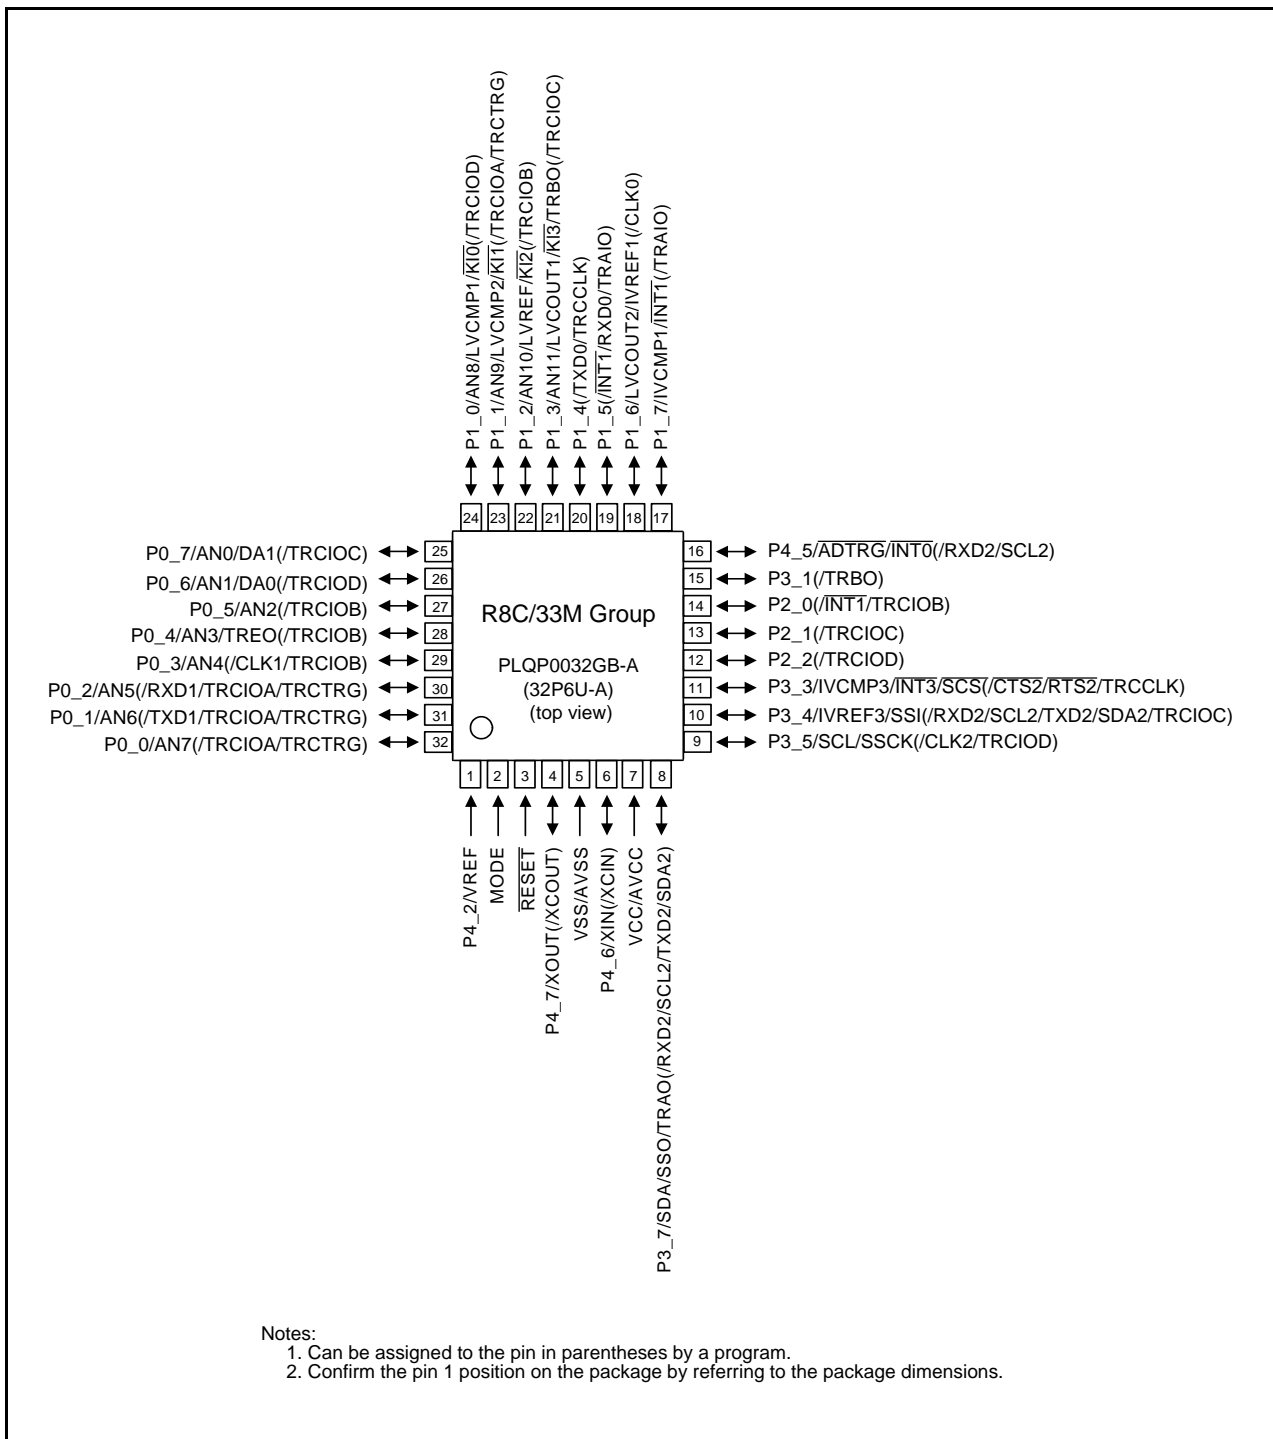 P1_0/AN8/LVCMP1/KI0(/TRCIOD)
P1_1/AN9/LVCMP2/KI1(/TRCIOA/TRCTRG)
P1_2/AN10/LVREF/KI2(/TRCIOB)
P1_3/AN11/LVCOUT1/KI3/TRBO(/TRCIOC)
P1_4(/TXD0/TRCCLK)
P1_5(/INT1/RXD0/TRAIO)
P1_6/LVCOUT2/IVREF1(/CLK0)
P1_7/IVCMP1/INT1(/TRAIO)
24 23 22 21 20 19 18 17
P0_7/AN0/DA1(/TRCIOC) 25
P0_6/AN1/DA0(/TRCIOD) 26
P0_5/AN2(/TRCIOB) 27
P0_4/AN3/TREO(/TRCIOB) 28
P0_3/AN4(/CLK1/TRCIOB) 29
P0_2/AN5(/RXD1/TRCIOA/TRCTRG) 30
P0_1/AN6(/TXD1/TRCIOA/TRCTRG) 31
P0_0/AN7(/TRCIOA/TRCTRG) 32
R8C/33M Group
PLQP0032GB-A
(32P6U-A)
(top view)
16 P4_5/ADTRG/INT0(/RXD2/SCL2)
15 P3_1(/TRBO)
14 P2_0(/INT1/TRCIOB)
13 P2_1(/TRCIOC)
12 P2_2(/TRCIOD)
11 P3_3/IVCMP3/INT3/SCS(/CTS2/RTS2/TRCCLK)
10 P3_4/IVREF3/SSI(/RXD2/SCL2/TXD2/SDA2/TRCIOC)
9 P3_5/SCL/SSCK(/CLK2/TRCIOD)
1 2 3 4 5 6 7 8
P4_2/VREF
MODE
RESET
P4_7/XOUT(/XCOUT)
VSS/AVSS
P4_6/XIN(/XCIN)
VCC/AVCC
P3_7/SDA/SSO/TRAO(/RXD2/SCL2/TXD2/SDA2)
Notes:
1. Can be assigned to the pin in parentheses by a program.
2. Confirm the pin 1 position on the package by referring to the package dimensions.